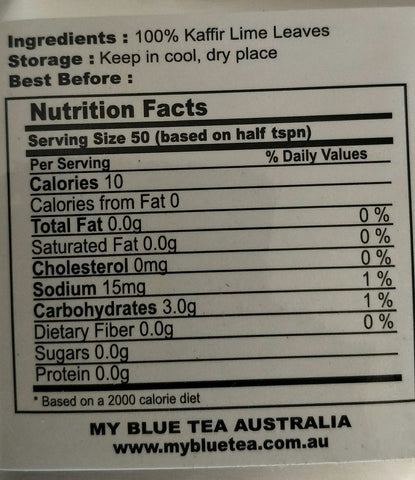 Ingredients : 100% Kaffir Lime Leaves
Storage : Keep in cool, dry place
Best Before :
Nutrition Facts
Serving Size 50 (based on half tspn)
Per Serving % Daily Values
Calories 10
Calories from Fat 0
Total Fat 0.0g 0 %
Saturated Fat 0.0g 0 %
Cholesterol 0mg 0 %
Sodium 15mg 1 %
Carbohydrates 3.0g 1 %
Dietary Fiber 0.0g 0 %
Sugars 0.0g
Protein 0.0g
* Based on a 2000 calorie diet
MY BLUE TEA AUSTRALIA
www.mybluetea.com.au